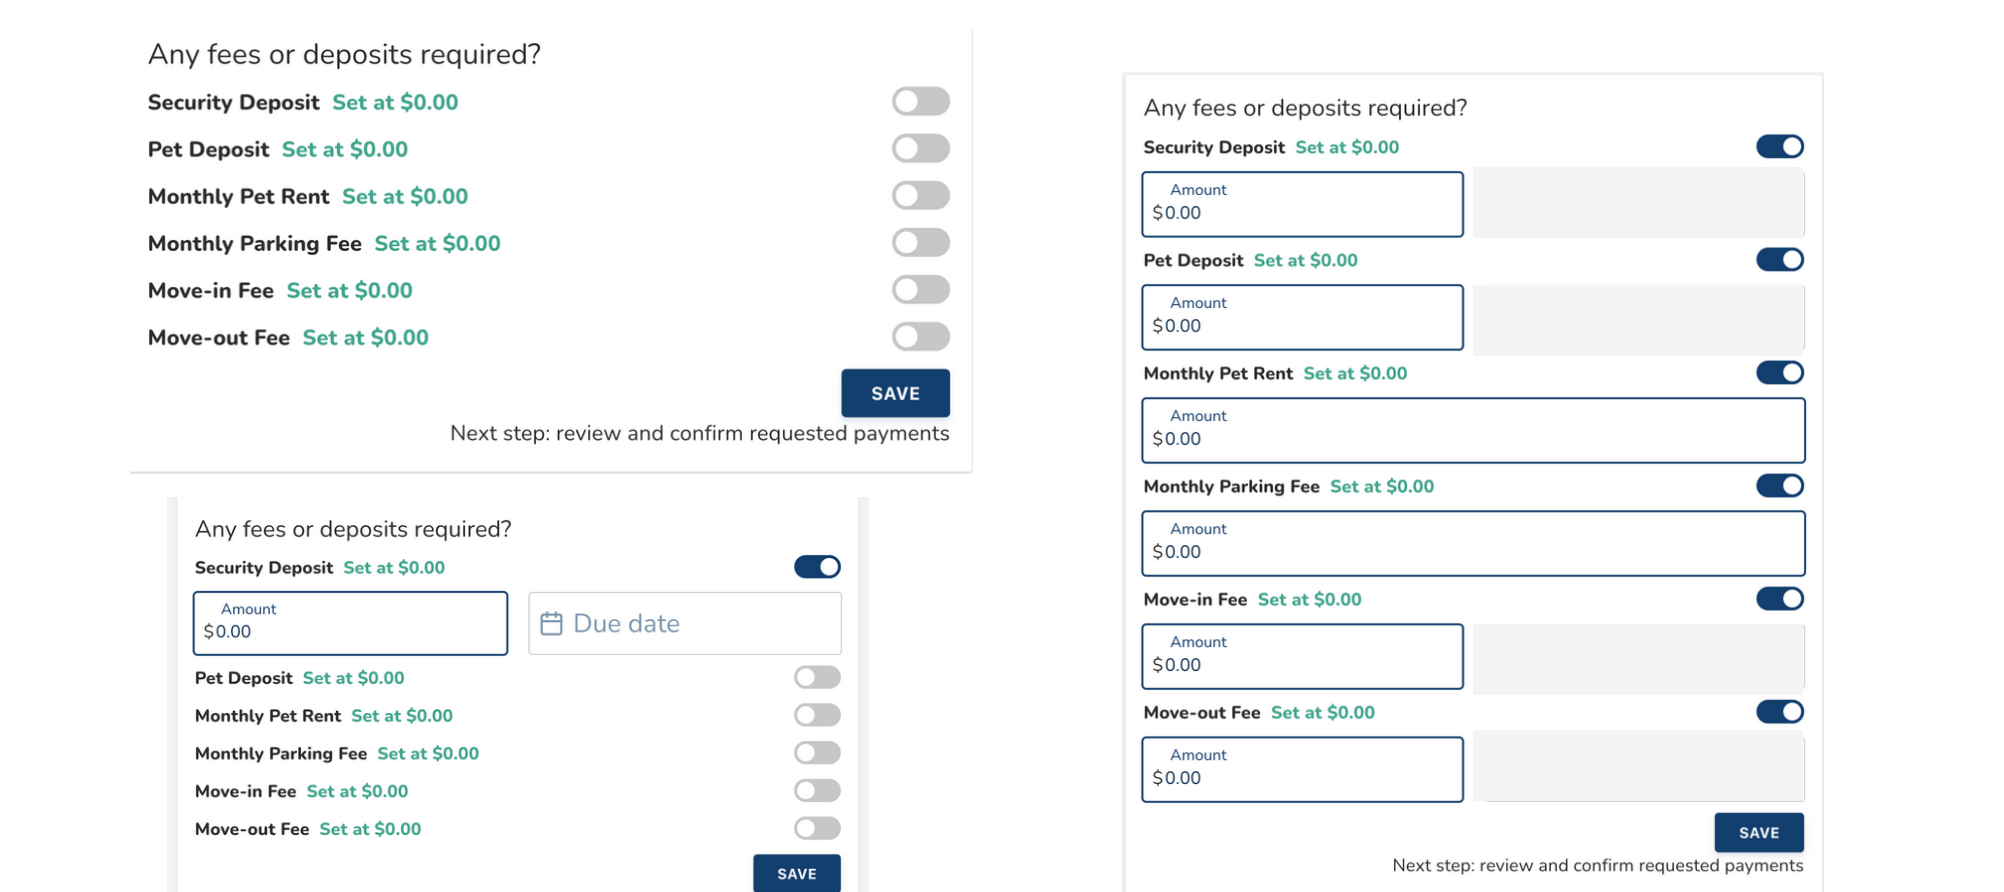 Any fees or deposits required?
Security Deposit Set at $0.00
Pet Deposit Set at $0.00
Monthly Pet Rent Set at $0.00
Monthly Parking Fee Set at $0.00
Move-in Fee Set at $0.00
Move-out Fee Set at $0.00
SAVE
Next step: review and confirm requested payments
Any fees or deposits required?
Security Deposit Set at $0.00
Amount
$0.00
Due date
Pet Deposit Set at $0.00
Monthly Pet Rent Set at $0.00
Monthly Parking Fee Set at $0.00
Move-in Fee Set at $0.00
Move-out Fee Set at $0.00
SAVE
Any fees or deposits required?
Security Deposit Set at $0.00
Amount
$0.00
Pet Deposit Set at $0.00
Amount
$0.00
Monthly Pet Rent Set at $0.00
Amount
$0.00
Monthly Parking Fee Set at $0.00
Amount
$0.00
Move-in Fee Set at $0.00
Amount
$0.00
Move-out Fee Set at $0.00
Amount
$0.00
SAVE
Next step: review and confirm requested payments